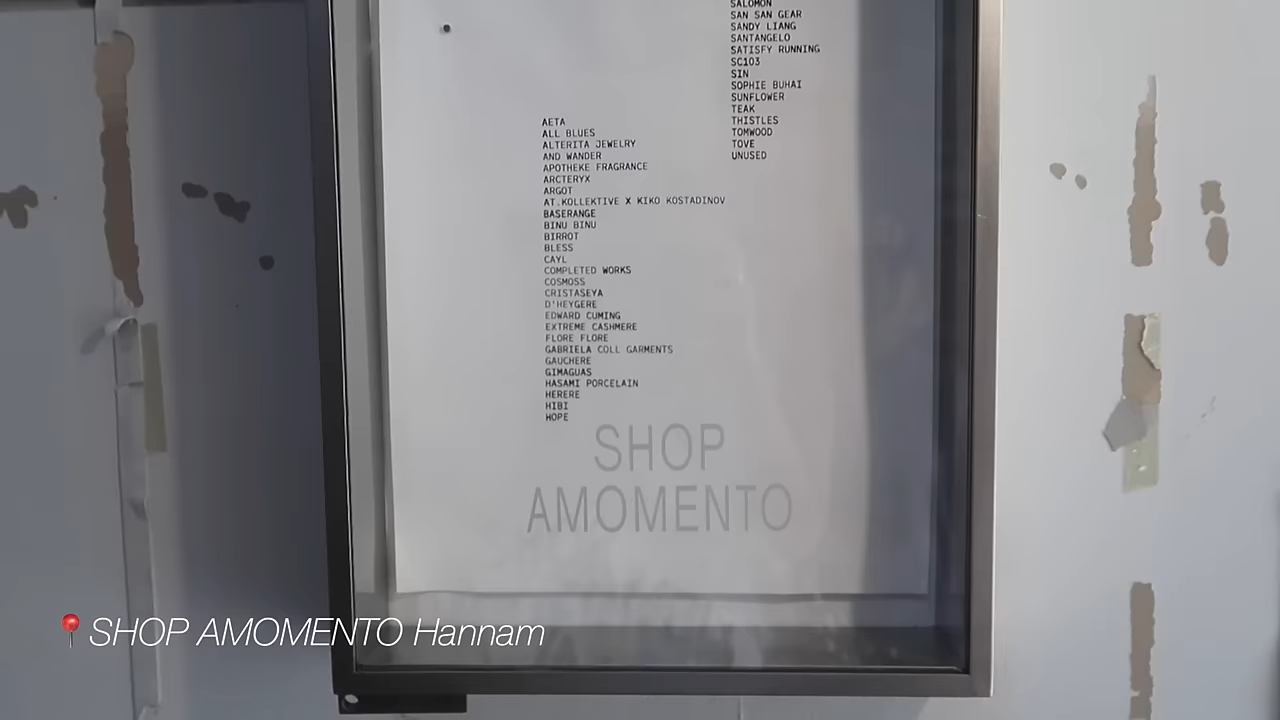 SALOMON
SAN SAN GEAR
SANDY LIANG
SANTANGELO
SATISFY RUNNING
SC103
SIN
SOPHIE BUHAI
SUNFLOWER
TEAK
THISTLES
TOMWOOD
TOVE
UNUSED
AETA
ALL BLUES
ALTERITA JEWELRY
AND WANDER
APOTHEKE FRAGRANCE
ARCTERYX
ARGOT
AT.KOLLEKTIVE X KIKO KOSTADINOV
BASERANGE
BINU BINU
BIRROT
BLESS
CAYL
COMPLETED WORKS
COSMOSS
CRISTASEYA
D'HEYGERE
EDWARD CUMING
EXTREME CASHMERE
FLORE FLORE
GABRIELA COLL GARMENTS
GAUCHERE
GIMAGUAS
HASAMI PORCELAIN
HERERE
HIBI
HOPE
SHOP
AMOMENTO
SHOP AMOMENTO Hannam